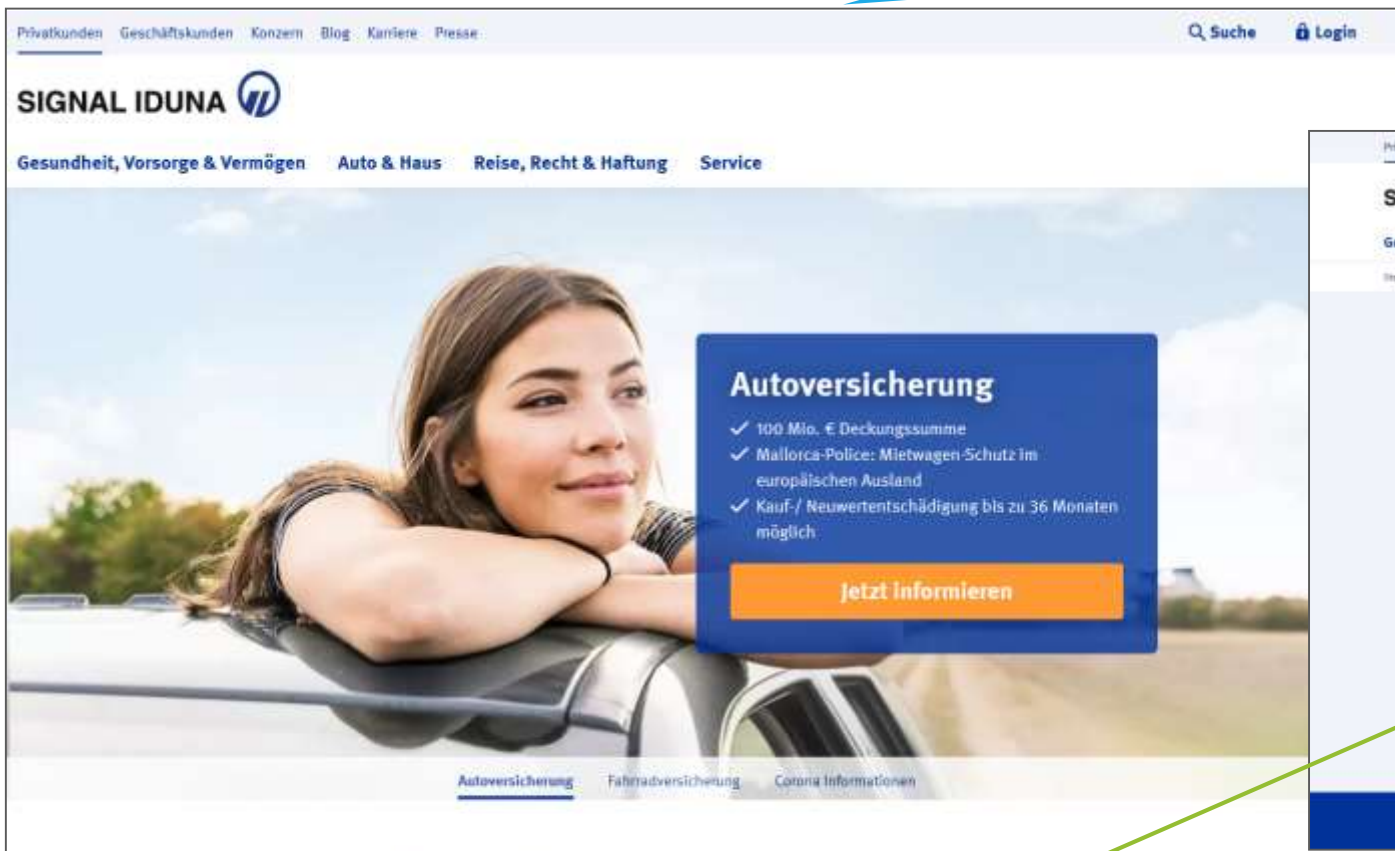 Privatkunden Geschäftskunden Konzern Blog Karriere Presse
Suche Login
SIGNAL IDUNA
Gesundheit, Vorsorge & Vermögen Auto & Haus Reise, Recht & Haftung Service
Autoversicherung
100 Mio. € Deckungssumme
Mallorca-Police: Mietwagen-Schutz im
europäischen Ausland
Kauf-/ Neuwertentschädigung bis zu 36 Monaten
möglich
Jetzt informieren
Autoversicherung Fahrradversicherung Corona Informationen
S